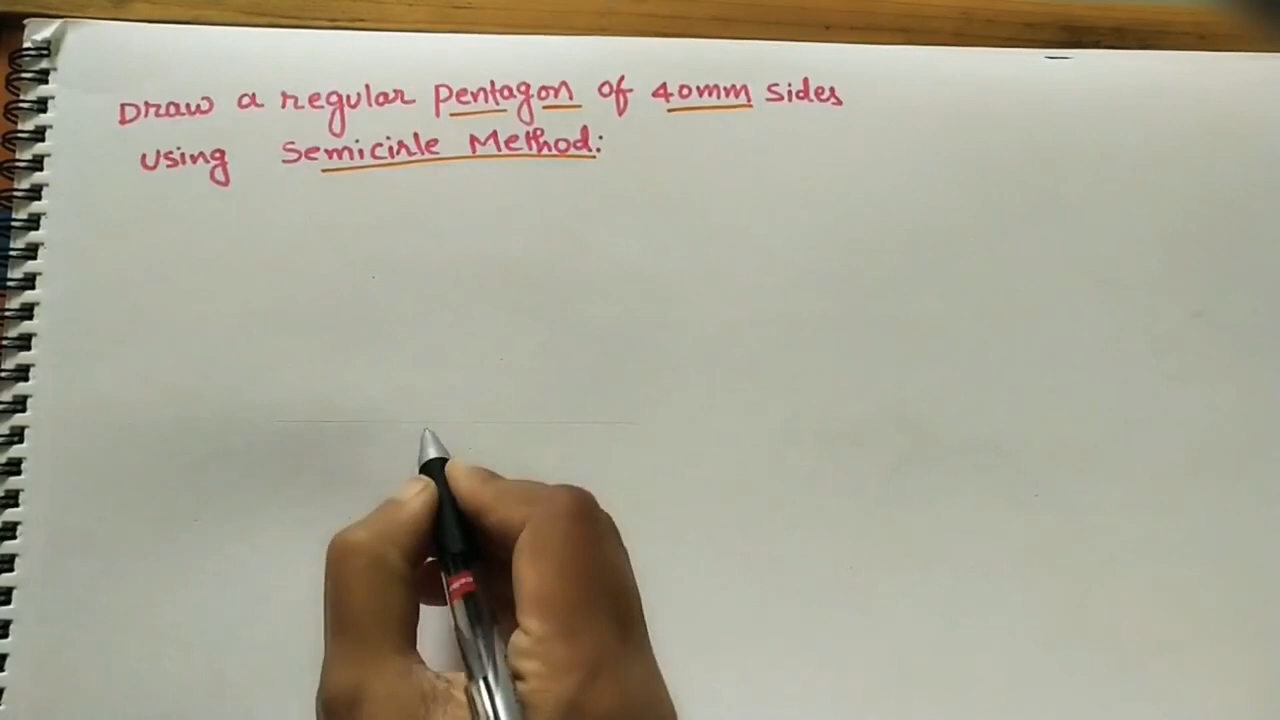 Draw a regular pentagon of 40mm sides
using Semicirle Method: